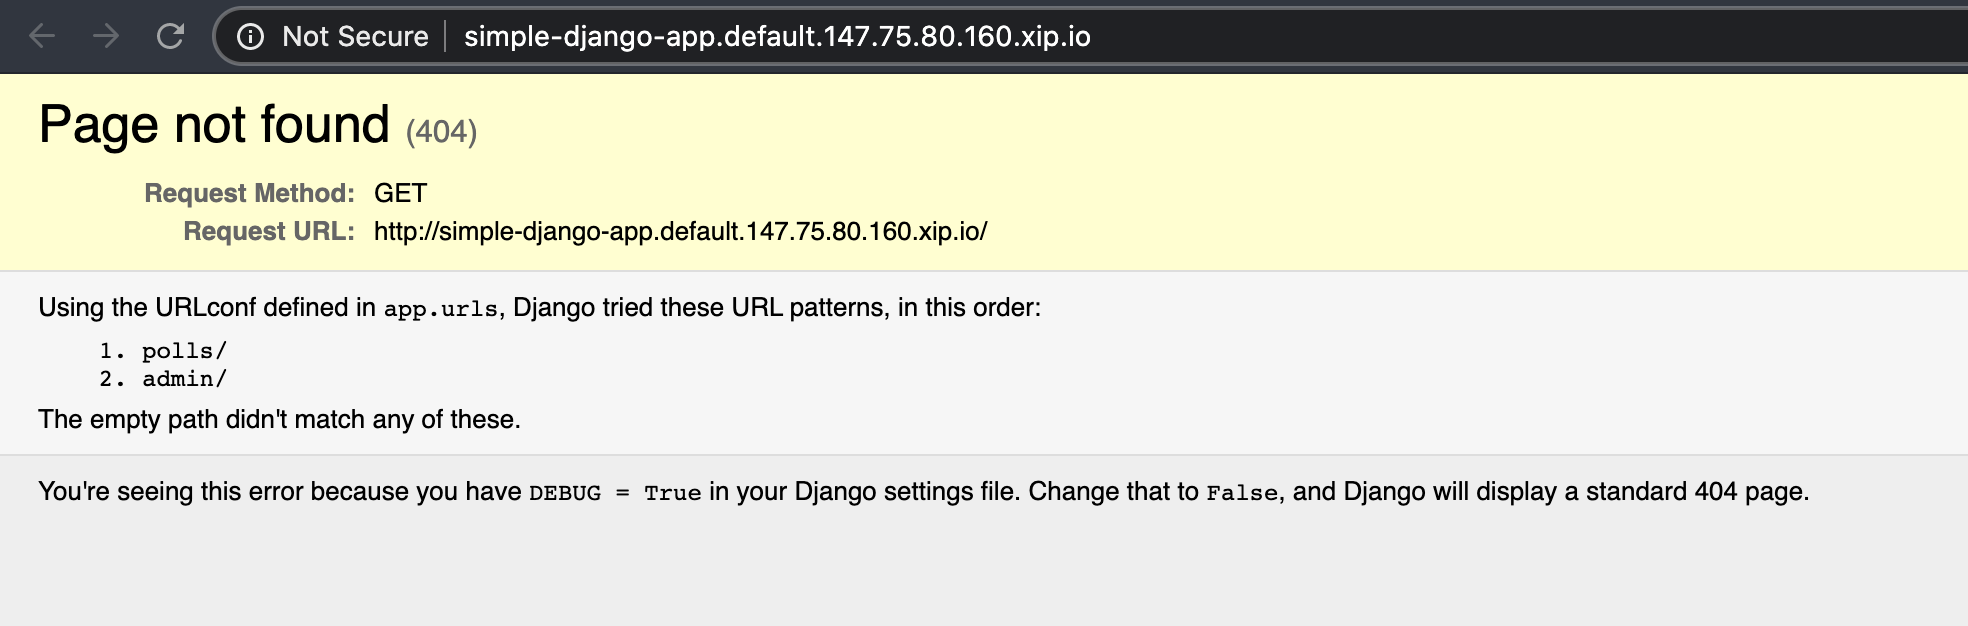 Not Secure simple-django-app.default.147.75.80.160.xip.io
Page not found (404)
Request Method: GET
Request URL: http://simple-django-app.default.147.75.80.160.xip.io/
Using the URLconf defined in app.urls, Django tried these URL patterns, in this order:
1. polls/
2. admin/
The empty path didn't match any of these.
You're seeing this error because you have DEBUG = True in your Django settings file. Change that to False, and Django will display a standard 404 page.